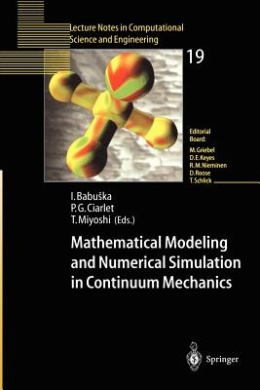 Lecture Notes in Computational
Science and Engineering
19
Editorial
Board:
M. Griebel
D. E. Keyes
R. M. Nieminen
D. Roose
T. Schlick
I. Babuška
P. G. Ciarlet
T. Miyoshi (Eds.)
Mathematical Modeling
and Numerical Simulation
in Continuum Mechanics
Springer